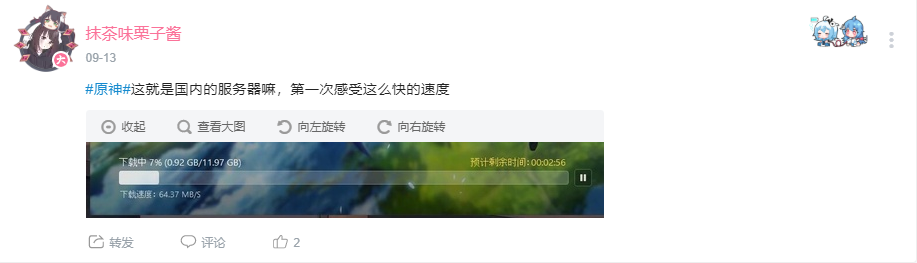 抹茶味栗子酱
09-13
#原神#这就是国内的服务器嘛，第一次感受这么快的速度
收起 查看大图 向左旋转 向右旋转
下载中 7% (0.92 GB/11.97 GB) 预计剩余时间:00:02:56
下载速度：64.37 MB/S
转发 评论 2
大